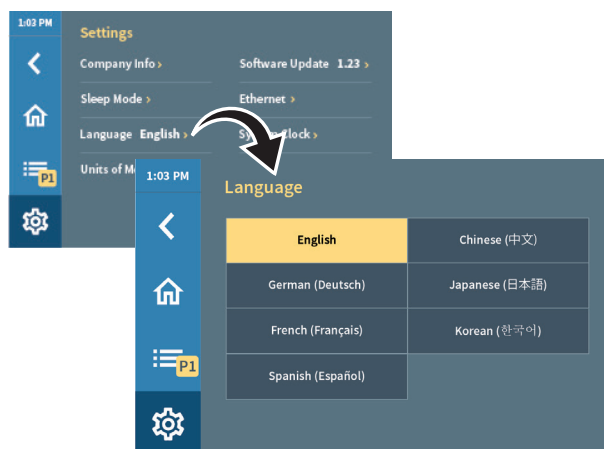 1:03 PM
Settings
Company Info ›
Software Update 1.23 ›
Sleep Mode ›
Ethernet ›
Language English ›
Clock ›
Units of
P1
1:03 PM
Language
English
Chinese (中文)
German (Deutsch)
Japanese (日本語)
French (Français)
Korean (한국어)
Spanish (Español)
P1